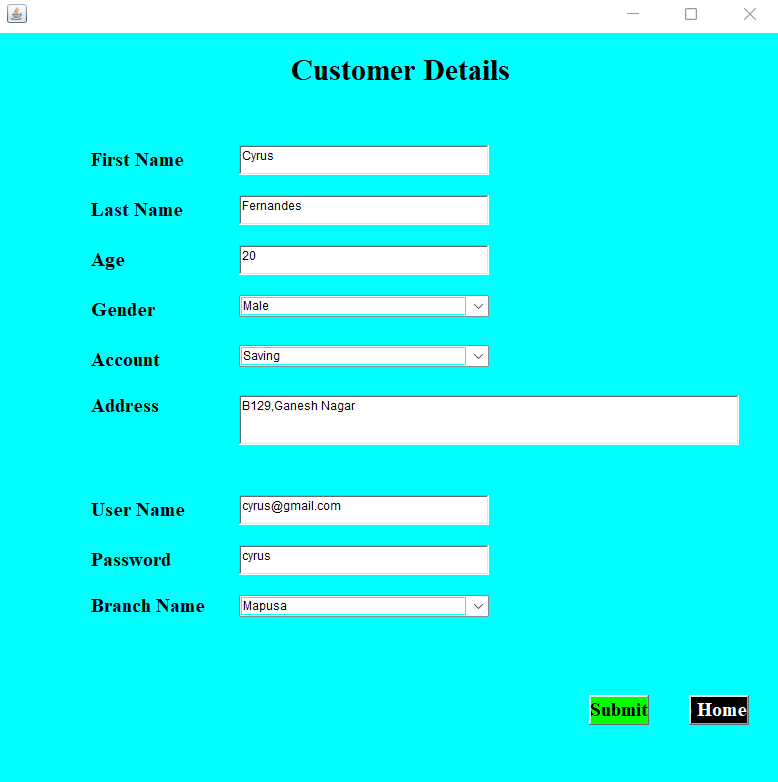 Customer Details
First Name Cyrus
Last Name Fernandes
Age 20
Gender Male
Account Saving
Address B129,Ganesh Nagar
User Name cyrus@gmail.com
Password cyrus
Branch Name Mapusa
Submit Home